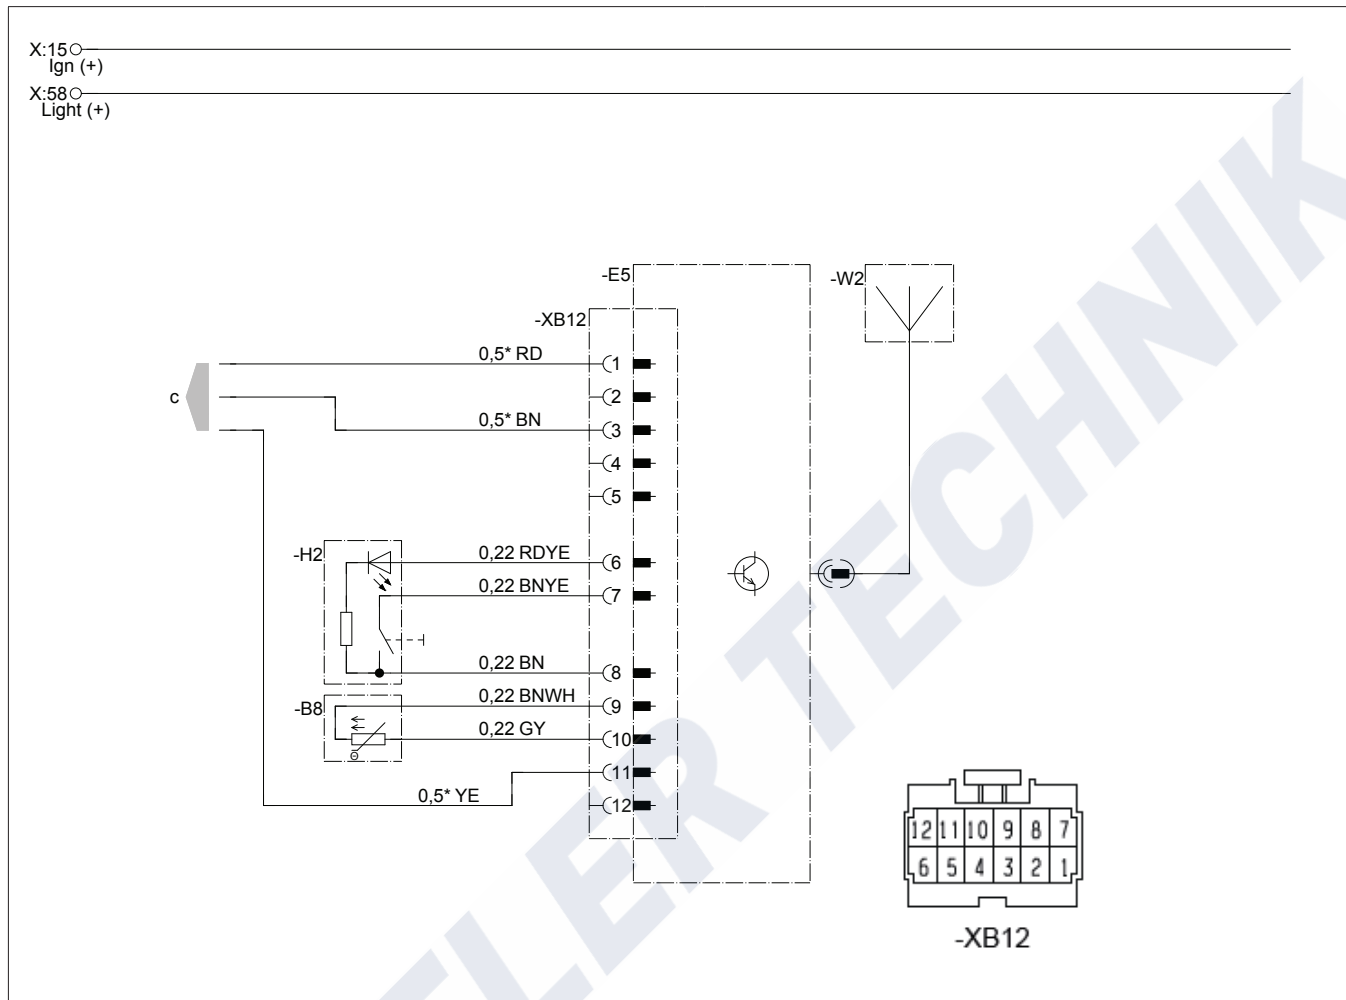 X:15
Ign (+)
X:58
Light (+)
-E5
-W2
-XB12
0,5* RD
1
c
2
0,5* BN
3
4
5
-H2
0,22 RDYE
6
0,22 BNYE
7
0,22 BN
8
-B8
0,22 BNWH
9
0,22 GY
10
Θ
11
0,5* YE
12
12 11 10 9 8 7
6 5 4 3 2 1
-XB12
ELER TECHNIK